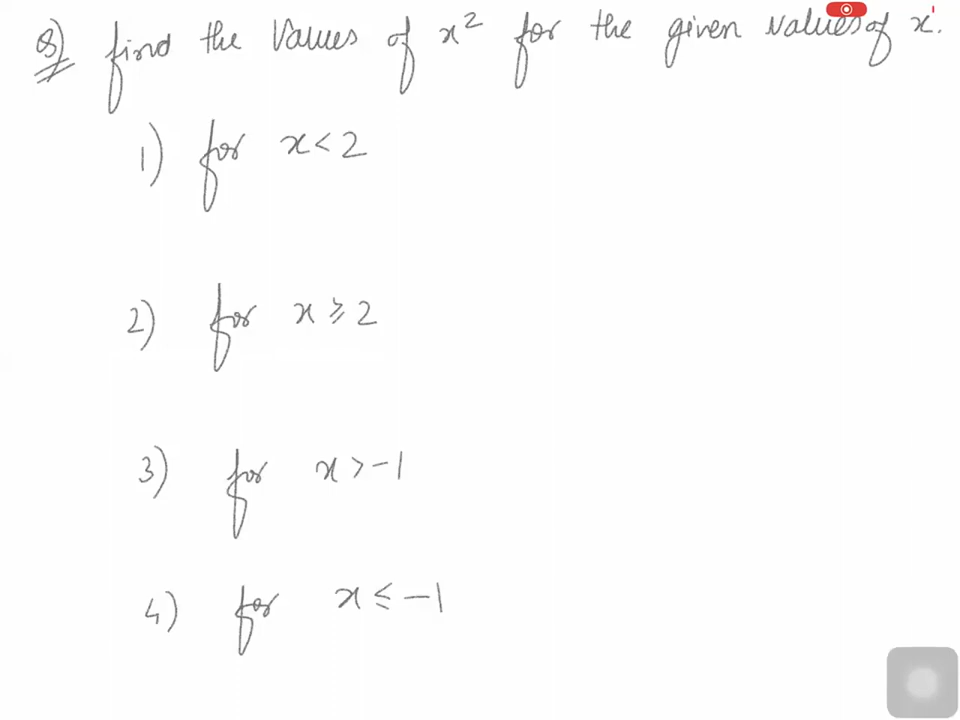 Q) find the Values of x² for the given values of x.
1) for x < 2
2) for x ≥ 2
3) for x > -1
4) for x ≤ -1